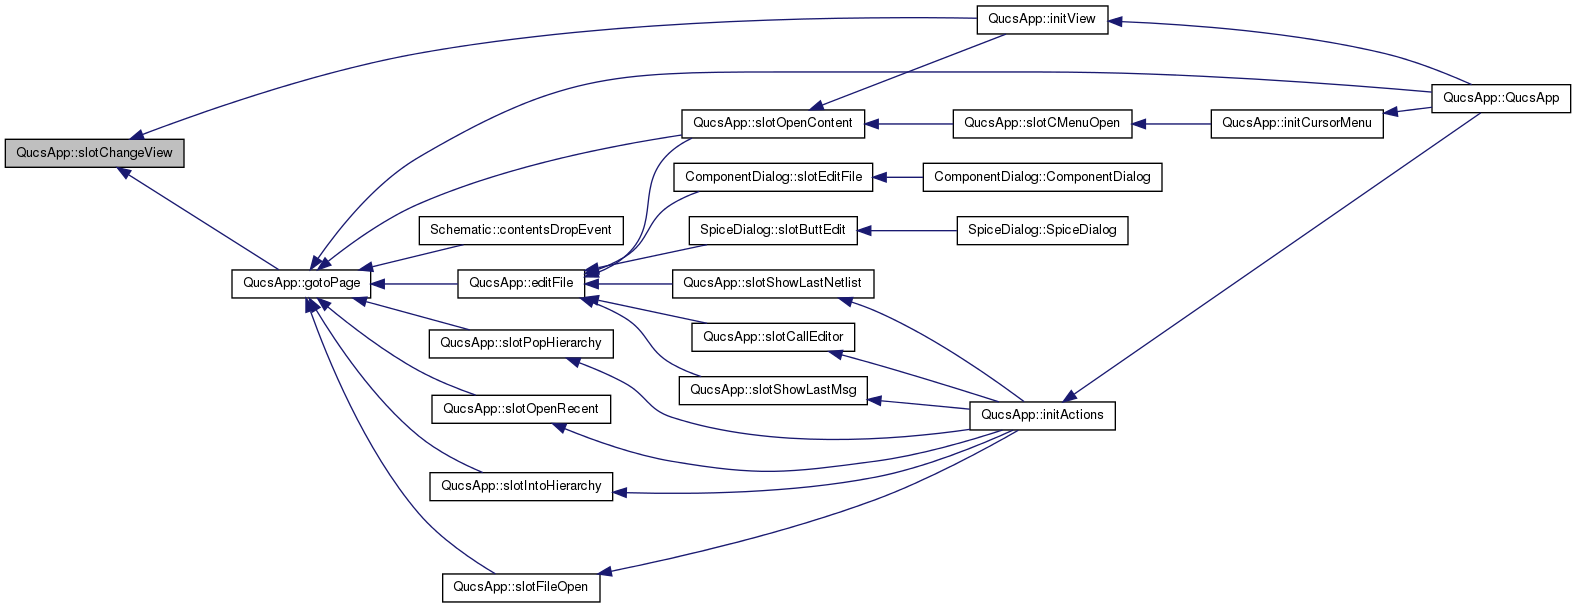 QucsApp::initView
QucsApp::QucsApp
QucsApp::slotOpenContent
QucsApp::slotCMenuOpen
QucsApp::initCursorMenu
QucsApp::slotChangeView
ComponentDialog::slotEditFile
ComponentDialog::ComponentDialog
Schematic::contentsDropEvent
SpiceDialog::slotButtEdit
SpiceDialog::SpiceDialog
QucsApp::gotoPage
QucsApp::editFile
QucsApp::slotShowLastNetlist
QucsApp::slotPopHierarchy
QucsApp::slotCallEditor
QucsApp::slotShowLastMsg
QucsApp::slotOpenRecent
QucsApp::initActions
QucsApp::slotIntoHierarchy
QucsApp::slotFileOpen